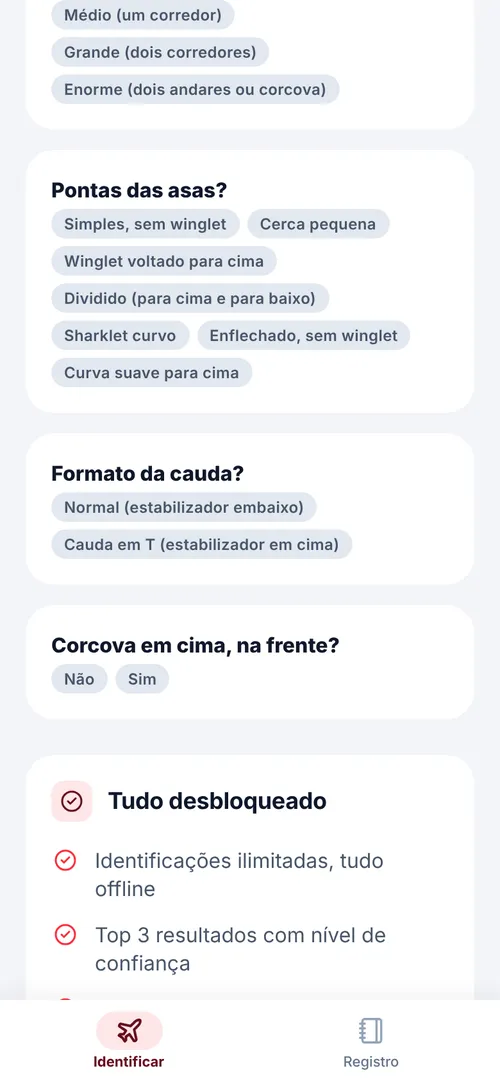 Médio (um corredor)
Grande (dois corredores)
Enorme (dois andares ou corcova)
Pontas das asas?
Simples, sem winglet
Cerca pequena
Winglet voltado para cima
Dividido (para cima e para baixo)
Sharklet curvo
Enflechado, sem winglet
Curva suave para cima
Formato da cauda?
Normal (estabilizador embaixo)
Cauda em T (estabilizador em cima)
Corcova em cima, na frente?
Não
Sim
Tudo desbloqueado
Identificações ilimitadas, tudo
offline
Top 3 resultados com nível de
confiança
Identificar
Registro